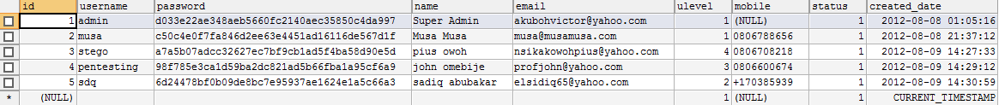 id username password name email ulevel mobile status created_date
1 admin d033e22ae348aeb5660fc2140aec35850c4da997 Super Admin akubohvictor@yahoo.com 1 (NULL) 1 2012-08-08 01:05:16
2 musa c50c4e0f7fa846d2ee63e4451ad16116de567d1f Musa Musa musa@musamusa.com 1 0806788656 1 2012-08-08 21:37:12
3 stego a7a5b07adcc32627ec7bf9cb1ad5f4ba58d90e5d pius owoh nsikakowohpius@yahoo.com 4 0806708218 1 2012-08-09 14:27:33
4 pentesting 98f785e3ca1d59ba2dc821ad5b66fba1a95cf6a9 john omebije profjohn@yahoo.com 3 0806600674 1 2012-08-09 14:29:12
5 sdq 6d24478bf0b09de8bc7e95937ae1624e1a5c66a3 sadiq abubakar elsidiq65@yahoo.com 2 +170385939 1 2012-08-09 14:30:59
* (NULL) 1 (NULL) 1 CURRENT_TIMESTAMP